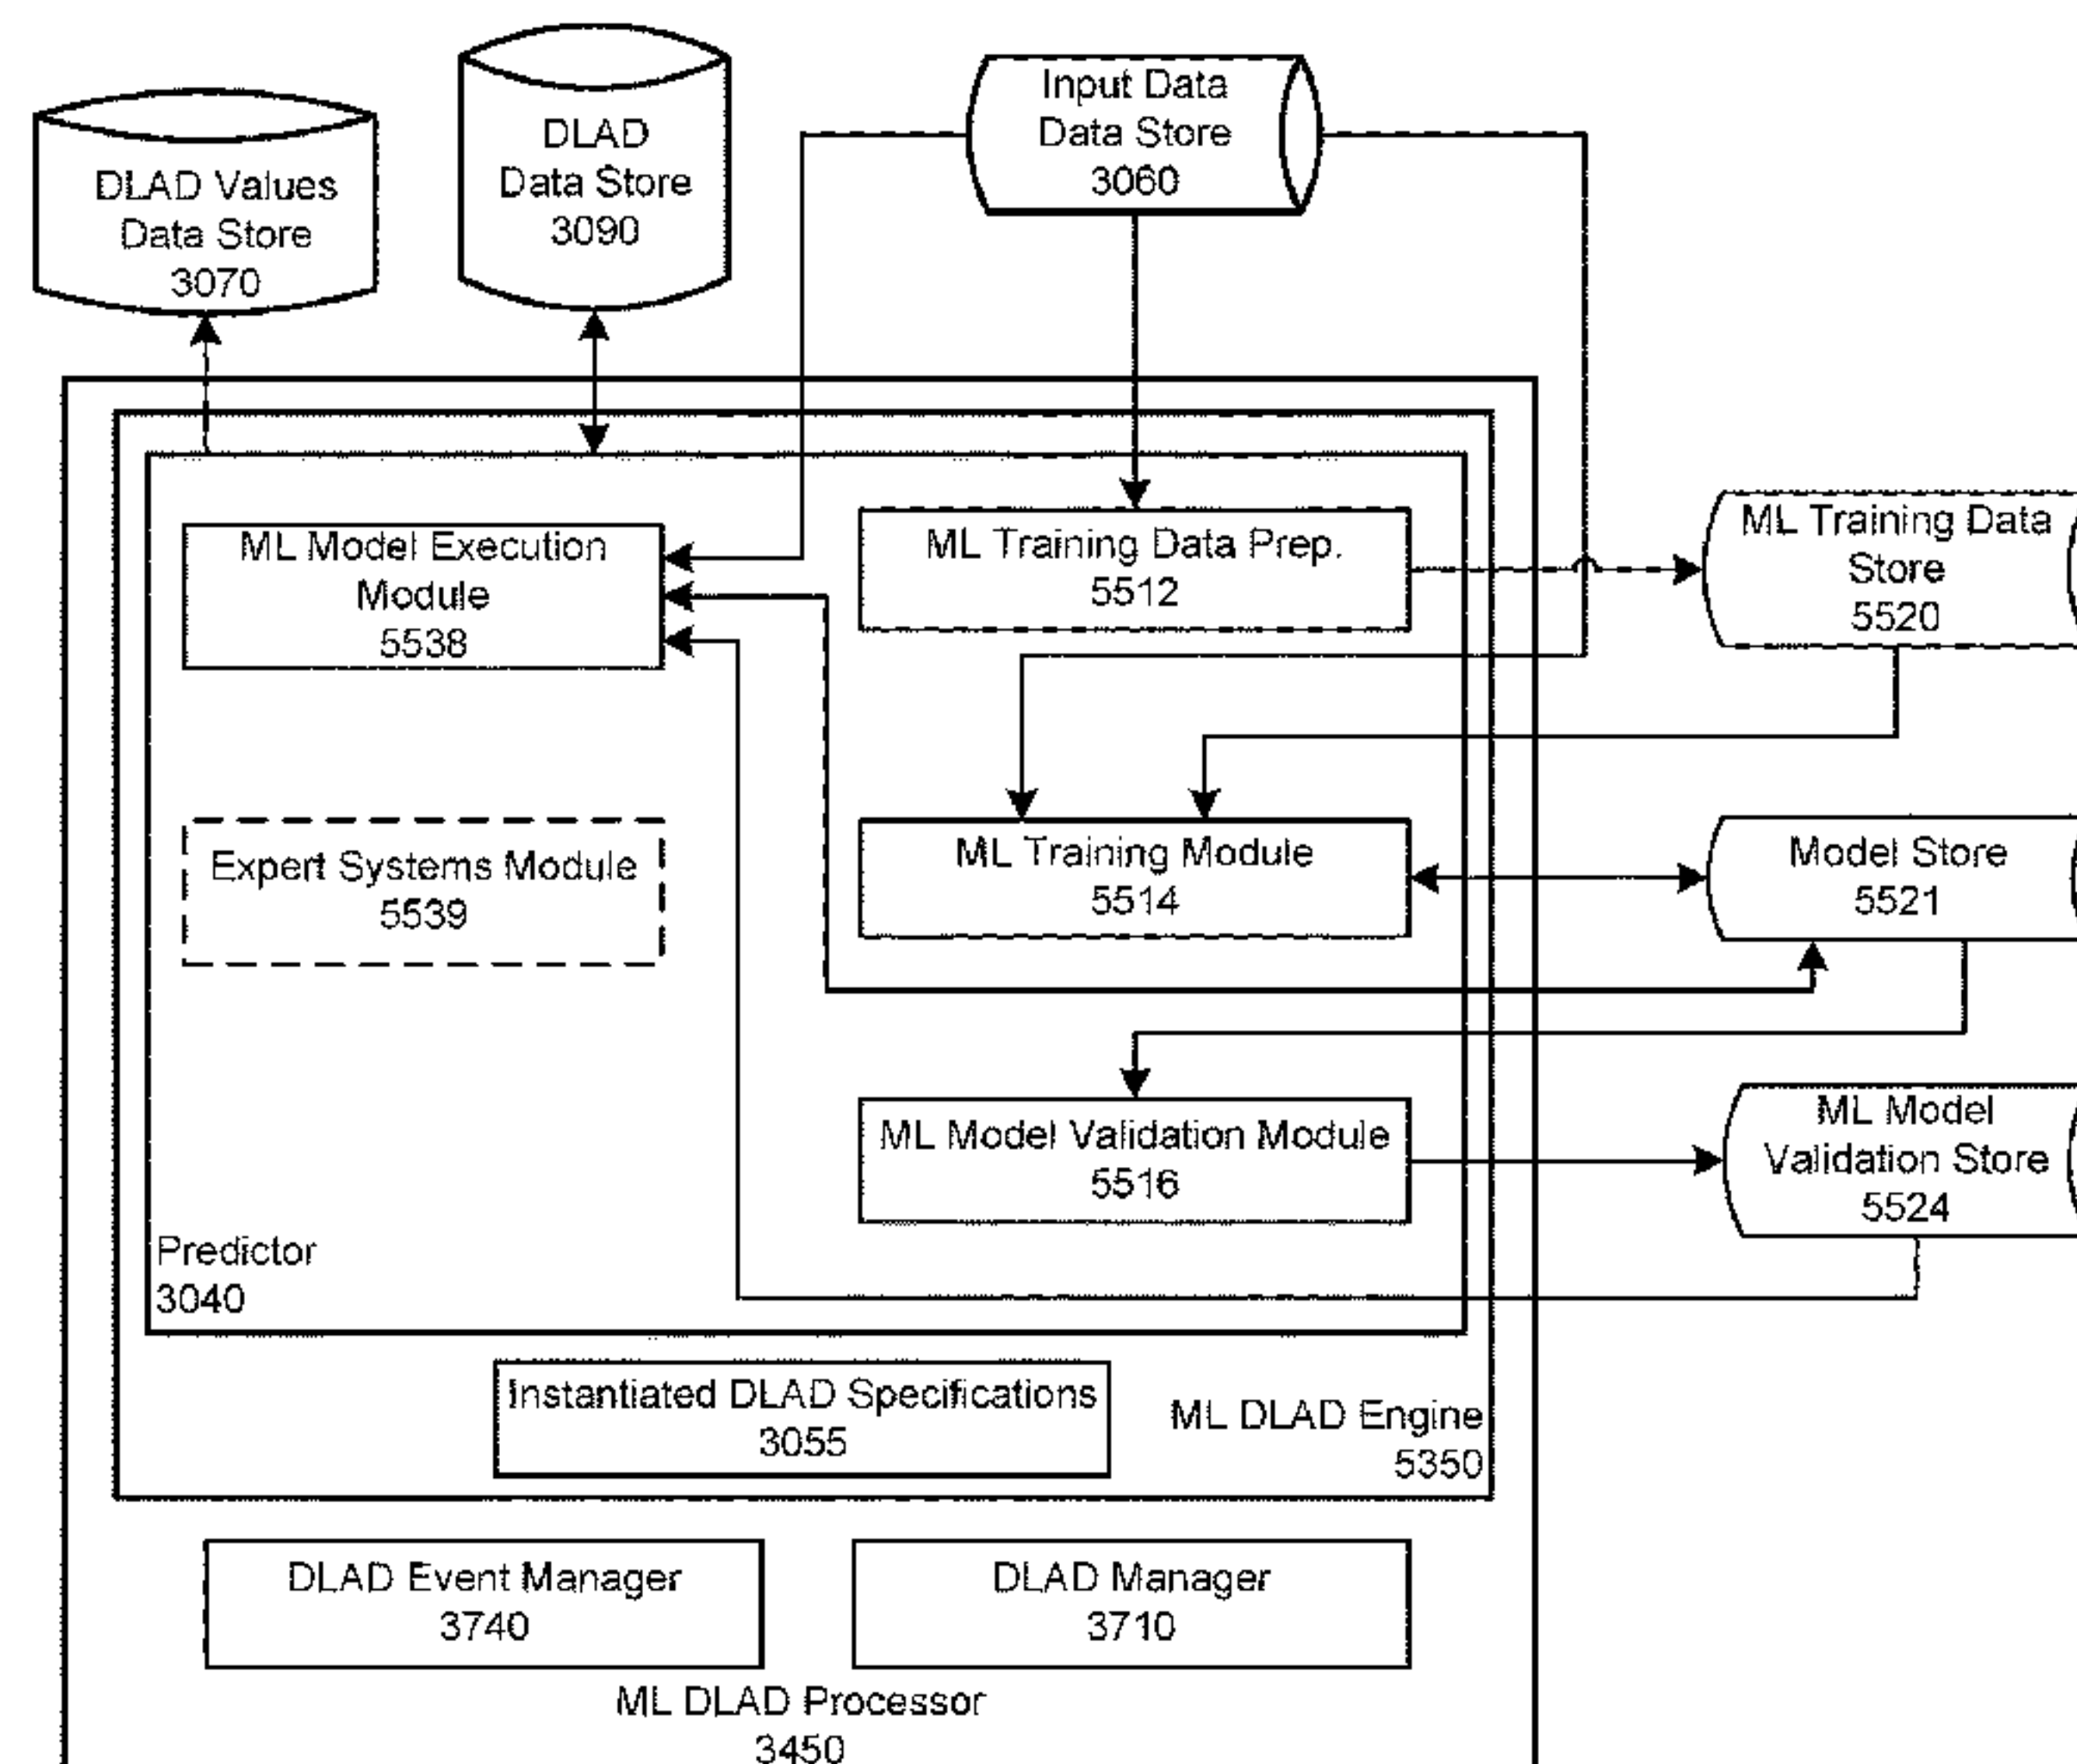 DLAD Values
Data Store
3070
DLAD
Data Store
3090
Input Data
Data Store
3060
ML Model Execution
Module
5538
ML Training Data Prep.
5512
ML Training Data
Store
5520
Expert Systems Module
5539
ML Training Module
5514
Model Store
5521
ML Model Validation Module
5516
ML Model
Validation Store
5524
Predictor
3040
Instantiated DLAD Specifications
3055
ML DLAD Engine
5350
DLAD Event Manager
3740
DLAD Manager
3710
ML DLAD Processor
3450